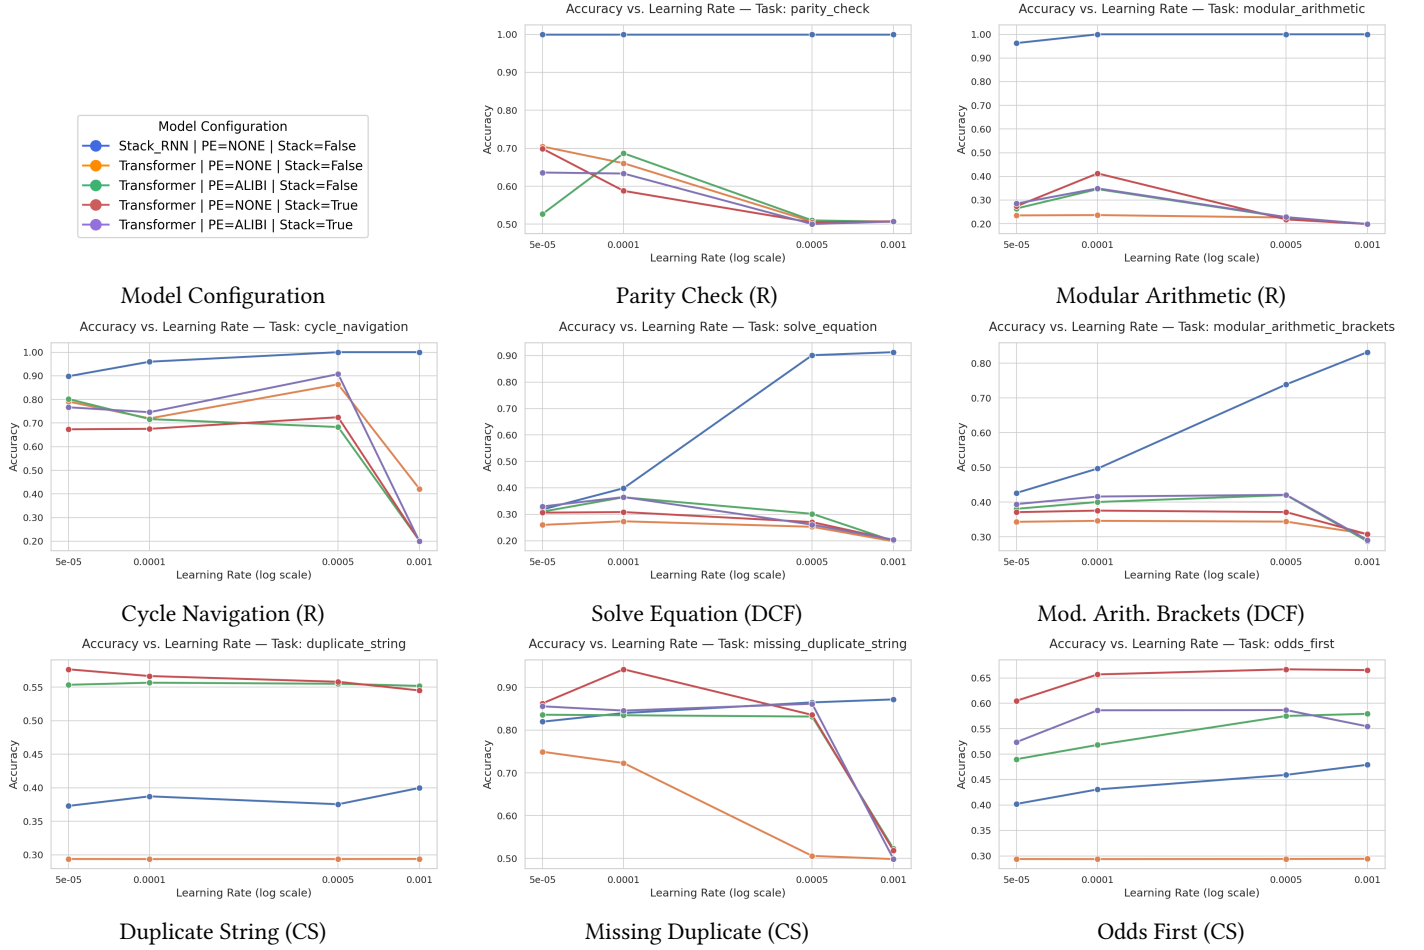 Model Configuration
Stack_RNN | PE=NONE | Stack=False
Transformer | PE=NONE | Stack=False
Transformer | PE=ALIBI | Stack=False
Transformer | PE=NONE | Stack=True
Transformer | PE=ALIBI | Stack=True
Model Configuration
Accuracy vs. Learning Rate — Task: parity_check
Accuracy
1.00
0.90
0.80
0.70
0.60
0.50
5e-05 0.0001 0.0005 0.001
Learning Rate (log scale)
Parity Check (R)
Accuracy vs. Learning Rate — Task: modular_arithmetic
Accuracy
1.00
0.90
0.80
0.70
0.60
0.50
0.40
0.30
0.20
5e-05 0.0001 0.0005 0.001
Learning Rate (log scale)
Modular Arithmetic (R)
Accuracy vs. Learning Rate — Task: cycle_navigation
Accuracy
1.00
0.90
0.80
0.70
0.60
0.50
0.40
0.30
0.20
5e-05 0.0001 0.0005 0.001
Learning Rate (log scale)
Cycle Navigation (R)
Accuracy vs. Learning Rate — Task: solve_equation
Accuracy
0.90
0.80
0.70
0.60
0.50
0.40
0.30
0.20
5e-05 0.0001 0.0005 0.001
Learning Rate (log scale)
Solve Equation (DCF)
Accuracy vs. Learning Rate — Task: modular_arithmetic_brackets
Accuracy
0.80
0.70
0.60
0.50
0.40
0.30
5e-05 0.0001 0.0005 0.001
Learning Rate (log scale)
Mod. Arith. Brackets (DCF)
Accuracy vs. Learning Rate — Task: duplicate_string
Accuracy
0.55
0.50
0.45
0.40
0.35
0.30
5e-05 0.0001 0.0005 0.001
Learning Rate (log scale)
Duplicate String (CS)
Accuracy vs. Learning Rate — Task: missing_duplicate_string
Accuracy
0.90
0.80
0.70
0.60
0.50
5e-05 0.0001 0.0005 0.001
Learning Rate (log scale)
Missing Duplicate (CS)
Accuracy vs. Learning Rate — Task: odds_first
Accuracy
0.65
0.60
0.55
0.50
0.45
0.40
0.35
0.30
5e-05 0.0001 0.0005 0.001
Learning Rate (log scale)
Odds First (CS)